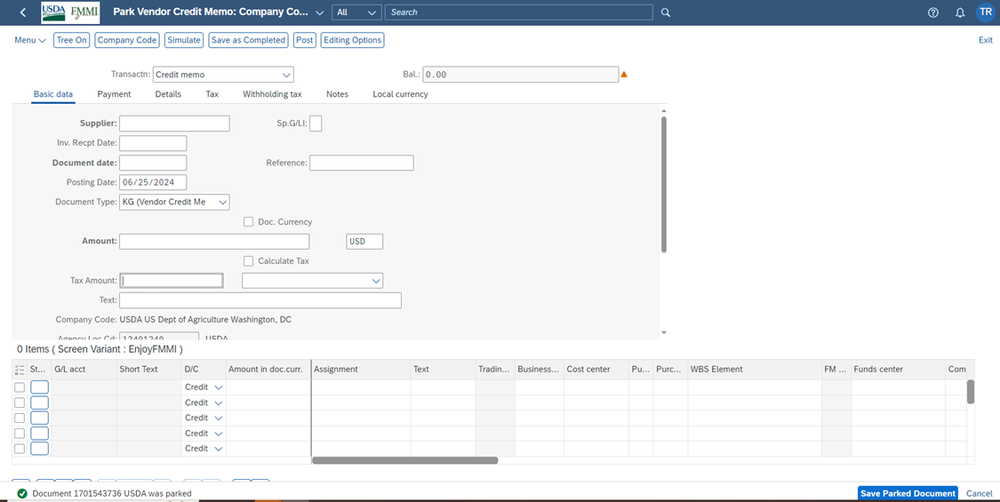 USDA FMMI Park Vendor Credit Memo: Company Co... All Search TR
Menu Tree On Company Code Simulate Save as Completed Post Editing Options Exit
Transactn: Credit memo Bal.: 0.00
Basic data Payment Details Tax Withholding tax Notes Local currency
Supplier: Sp.G/LI:
Inv. Recpt Date:
Document date: Reference:
Posting Date: 06/25/2024
Document Type: KG (Vendor Credit Me
Doc. Currency
Amount: USD
Calculate Tax
Tax Amount:
Text:
Company Code: USDA US Dept of Agriculture Washington, DC
Agency Loc Cd: 12401240 USDA
0 Items ( Screen Variant : EnjoyFMMI )
St... G/L acct Short Text D/C Amount in doc.curr. Assignment Text Tradin... Business... Cost center Pu... Purc... WBS Element FM ... Funds center Com
Credit
Credit
Credit
Credit
Credit
Document 1701543736 USDA was parked Save Parked Document Cancel